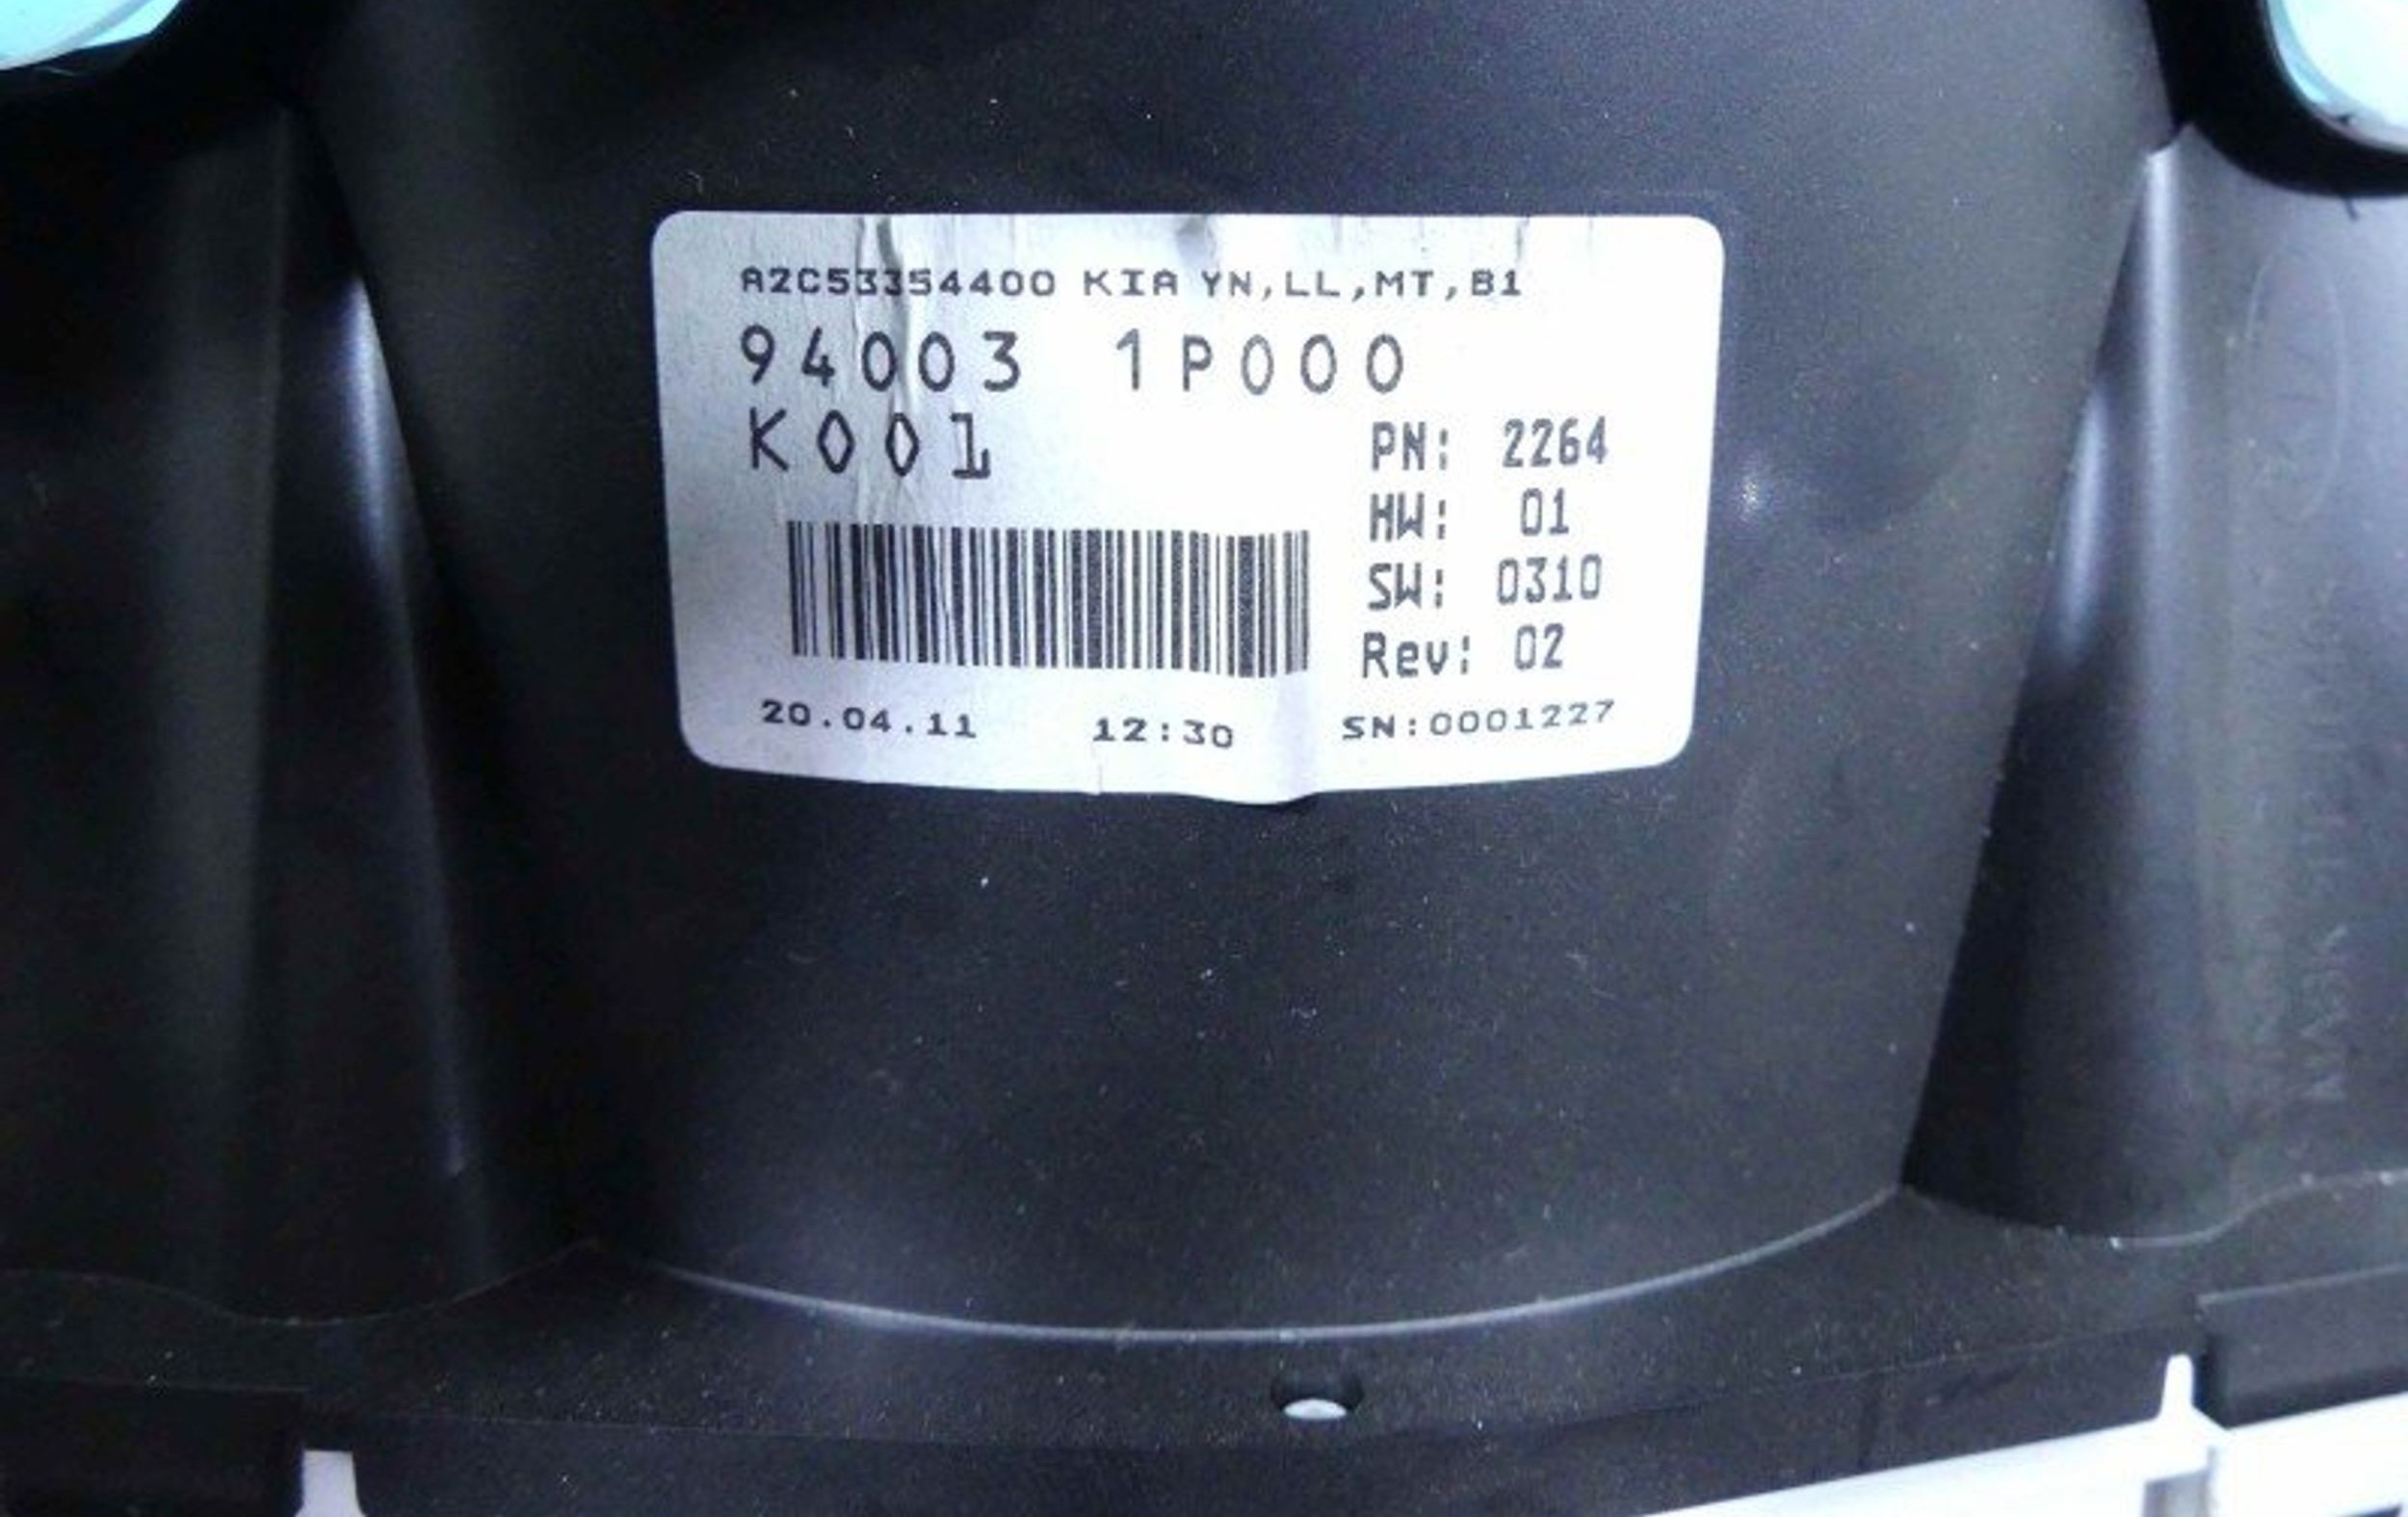 A2C53354400 KIA YN,LL,MT,B1
94003 1P000
K001
PN: 2264
HW: 01
SW: 0310
Rev: 02
20.04.11 12:30 SN:0001227